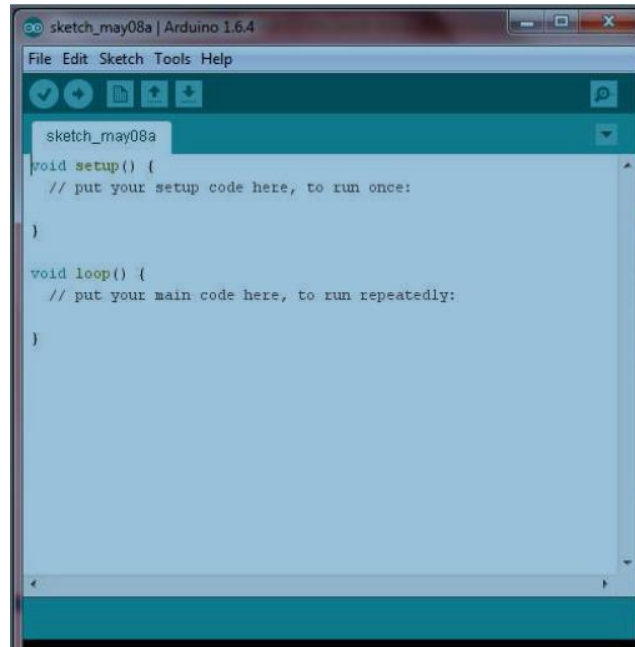 sketch_may08a | Arduino 1.6.4
File Edit Sketch Tools Help
sketch_may08a
void setup() {
  // put your setup code here, to run once:
}
void loop() {
  // put your main code here, to run repeatedly:
}